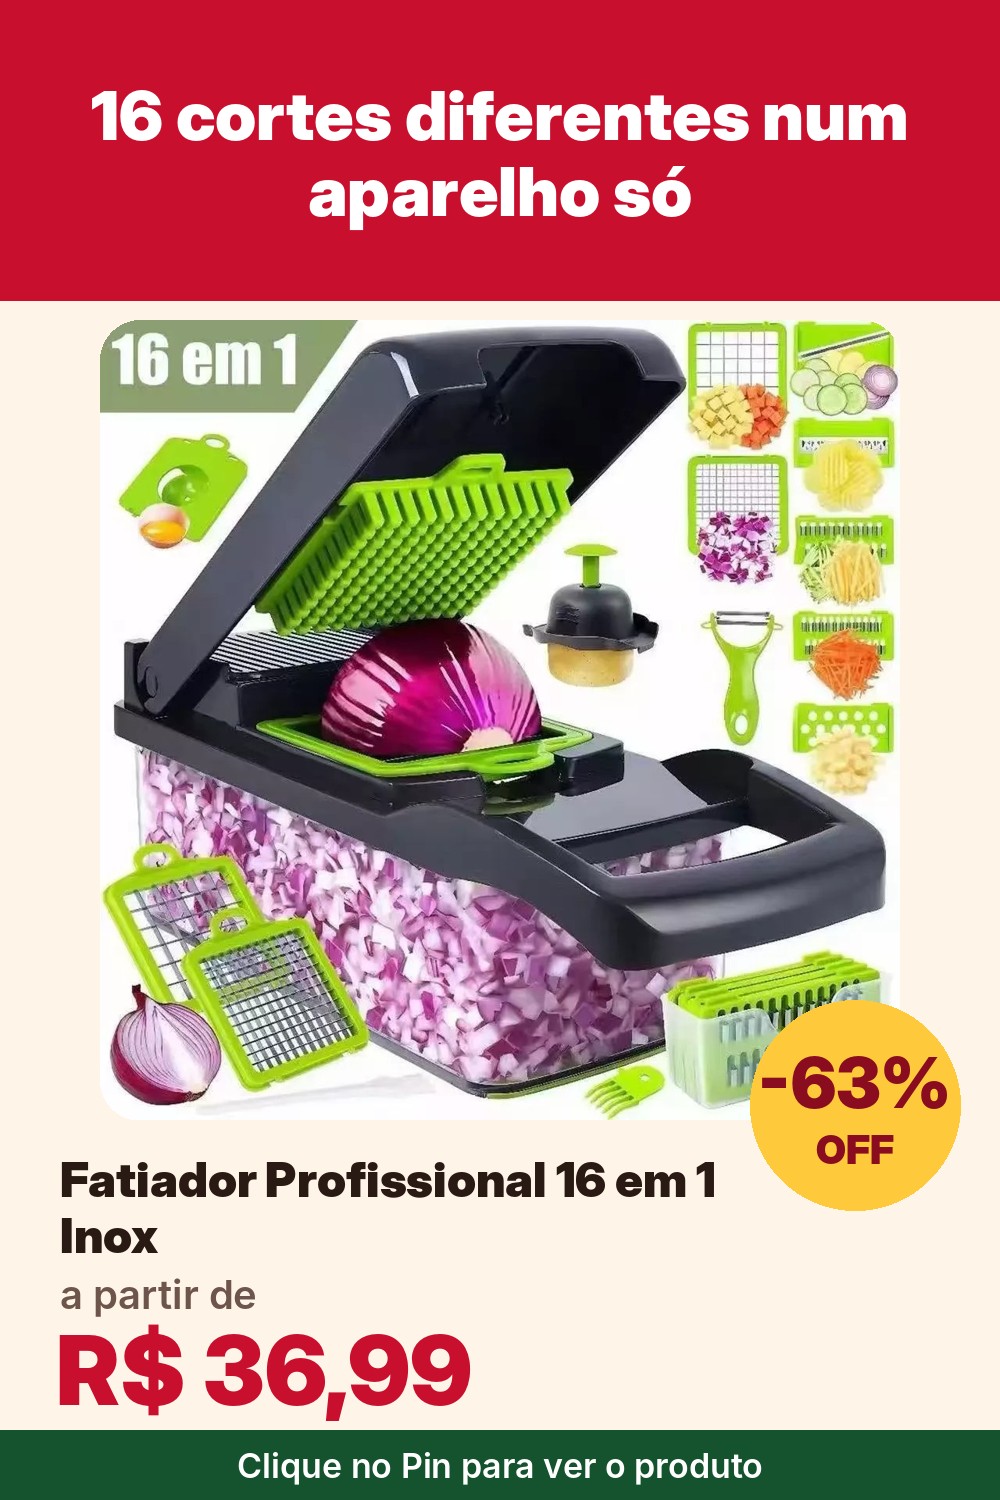 16 cortes diferentes num
aparelho só
16 em 1
-63%
OFF
Fatiador Profissional 16 em 1
Inox
a partir de
R$ 36,99
Clique no Pin para ver o produto